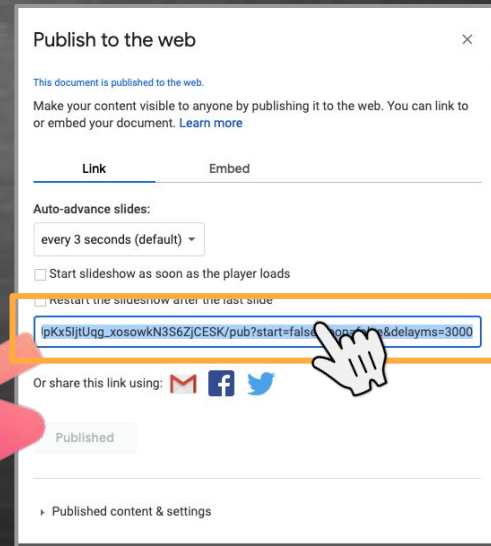 Publish to the web
This document is published to the web.
Make your content visible to anyone by publishing it to the web. You can link to
or embed your document. Learn more
Link Embed
Auto-advance slides:
every 3 seconds (default)
Start slideshow as soon as the player loads
Restart the slideshow after the last slide
pKx5IjtUqg_xosowkN3S6ZjCESK/pub?start=false &delayms=3000
Or share this link using:
Published
Published content & settings